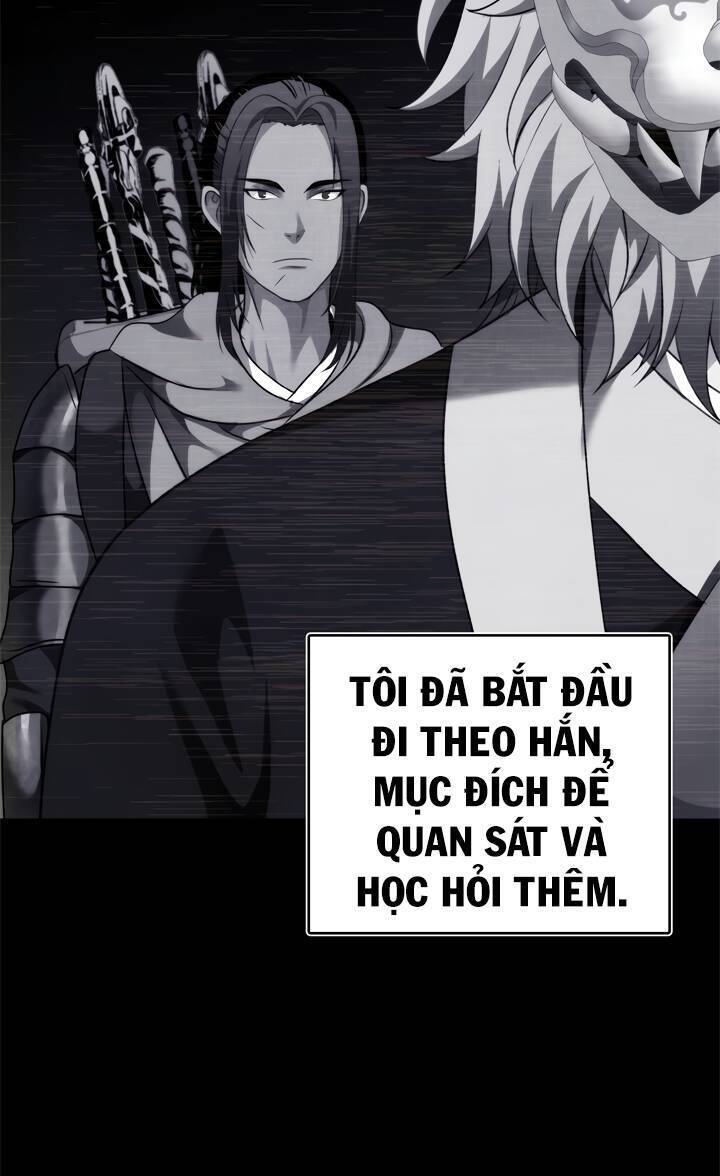 TÔI ĐÃ BẮT ĐẦU
ĐI THEO HẮN,
MỤC ĐÍCH ĐỂ
QUAN SÁT VÀ
HỌC HỎI THÊM.